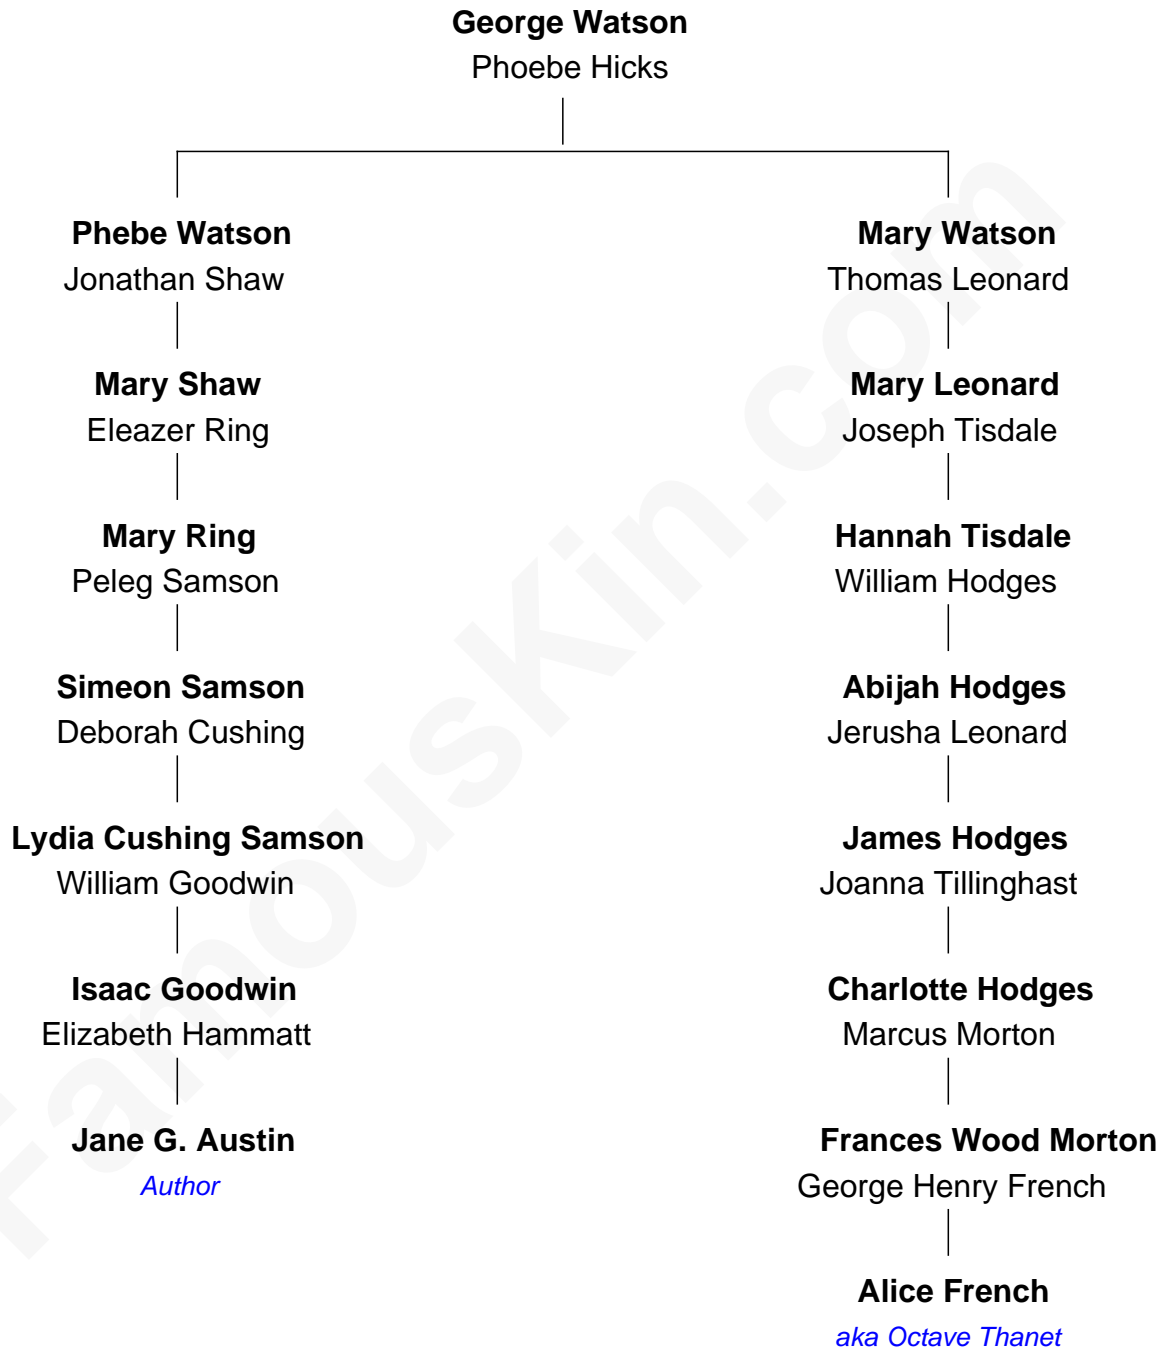 George Watson
Phoebe Hicks
Phebe Watson
Jonathan Shaw
Mary Watson
Thomas Leonard
Mary Shaw
Eleazer Ring
Mary Leonard
Joseph Tisdale
Mary Ring
Peleg Samson
Hannah Tisdale
William Hodges
Simeon Samson
Deborah Cushing
Abijah Hodges
Jerusha Leonard
Lydia Cushing Samson
William Goodwin
James Hodges
Joanna Tillinghast
Isaac Goodwin
Elizabeth Hammatt
Charlotte Hodges
Marcus Morton
Jane G. Austin
Author
Frances Wood Morton
George Henry French
Alice French
aka Octave Thanet
FamousKin.com